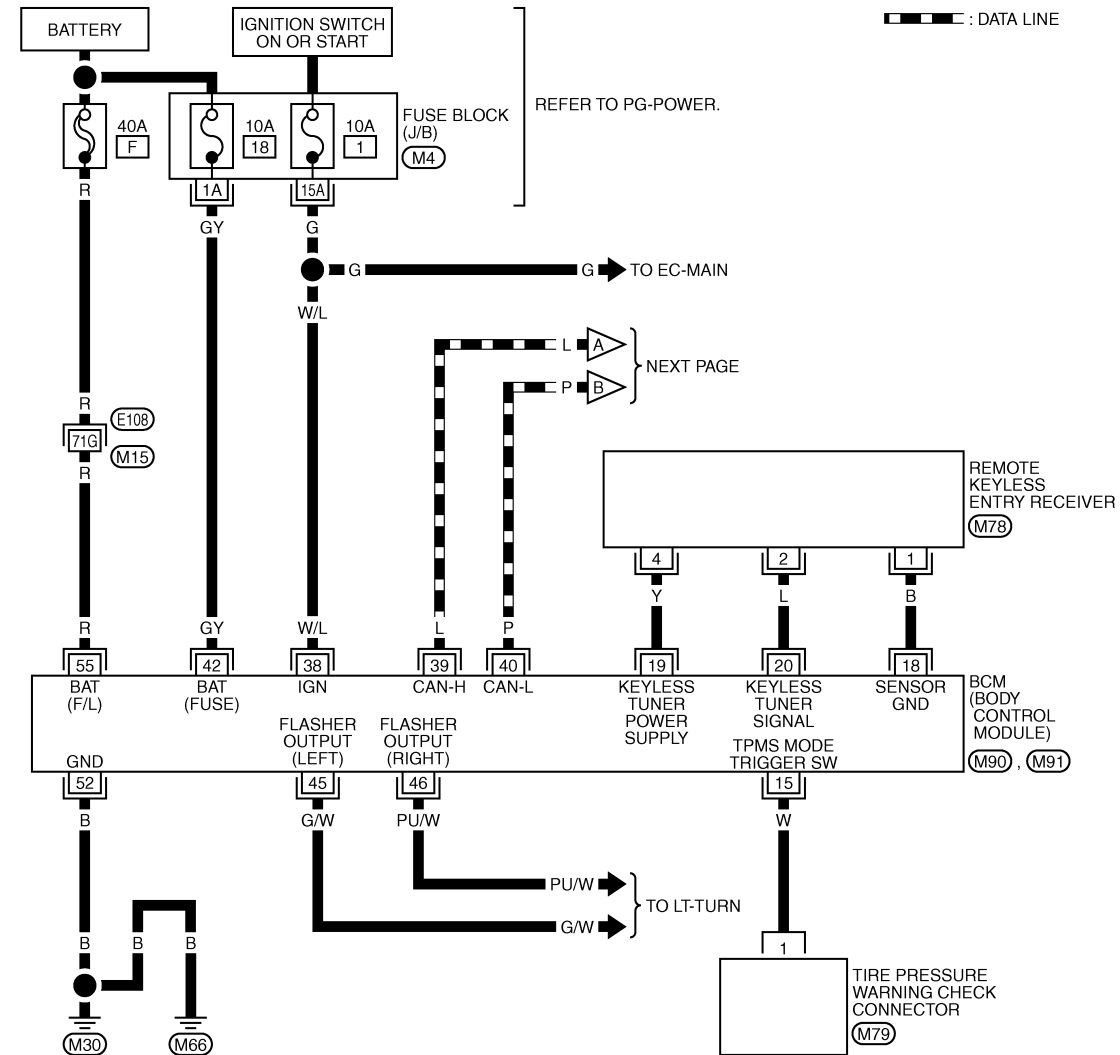 BATTERY
IGNITION SWITCH
ON OR START
: DATA LINE
REFER TO PG-POWER.
40A
F
10A
18
10A
1
FUSE BLOCK
(J/B)
M4
R
1A
15A
GY
G
G
G
TO EC-MAIN
W/L
L
A
P
B
NEXT PAGE
R
E108
71G
M15
R
REMOTE
KEYLESS
ENTRY RECEIVER
M78
4
2
1
Y
L
B
R
GY
W/L
L
P
55
42
38
39
40
19
20
18
BAT
(F/L)
BAT
(FUSE)
IGN
CAN-H
CAN-L
KEYLESS
TUNER
POWER
SUPPLY
KEYLESS
TUNER
SIGNAL
SENSOR
GND
BCM
(BODY
CONTROL
MODULE)
M90 , M91
GND
FLASHER
OUTPUT
(LEFT)
FLASHER
OUTPUT
(RIGHT)
TPMS MODE
TRIGGER SW
52
45
46
15
B
G/W
PU/W
W
PU/W
G/W
TO LT-TURN
B
B
B
1
TIRE PRESSURE
WARNING CHECK
CONNECTOR
M79
M30
M66